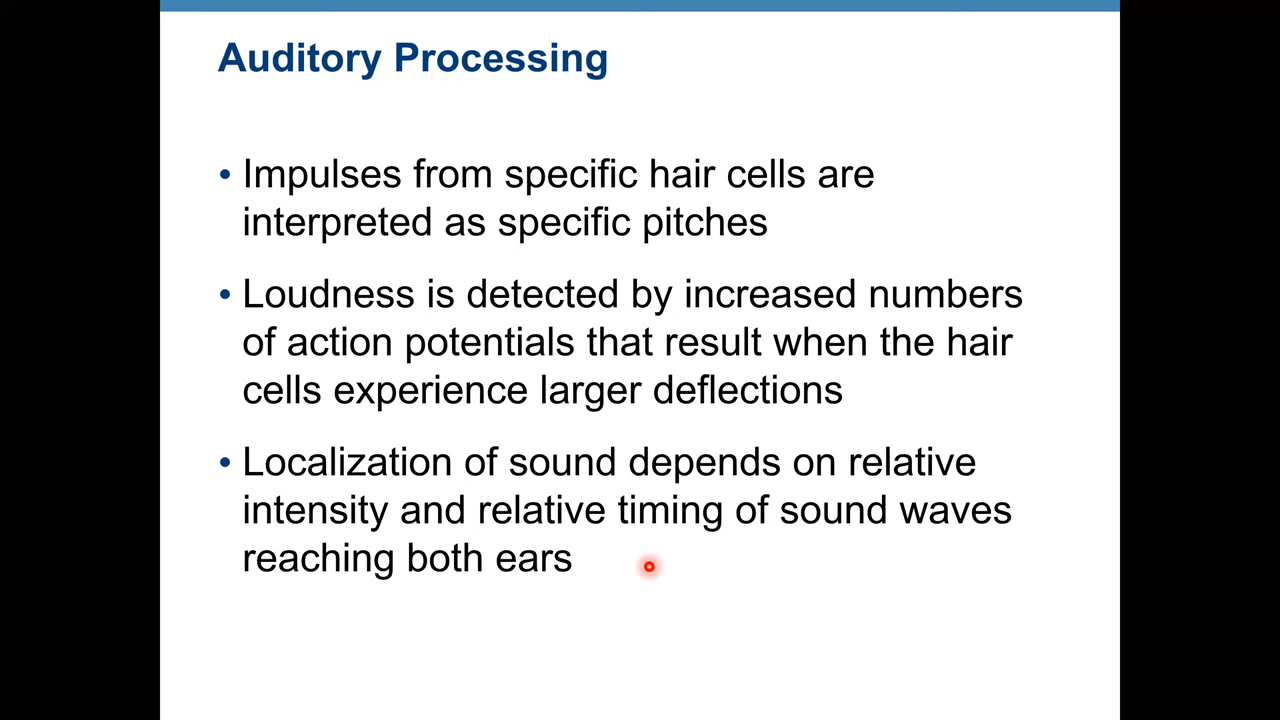 Auditory Processing
• Impulses from specific hair cells are
interpreted as specific pitches
• Loudness is detected by increased numbers
of action potentials that result when the hair
cells experience larger deflections
• Localization of sound depends on relative
intensity and relative timing of sound waves
reaching both ears